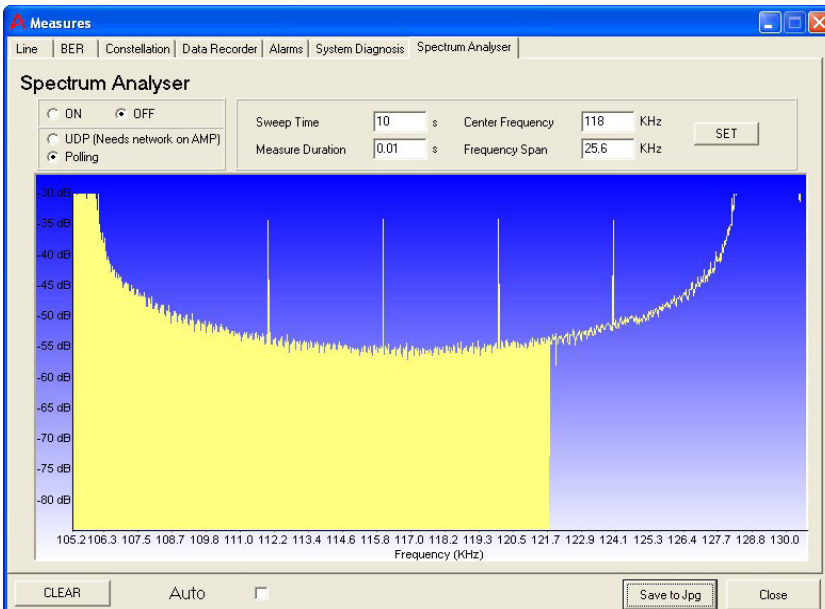 Measures
Line BER Constellation Data Recorder Alarms System Diagnosis Spectrum Analyser
Spectrum Analyser
ON OFF
UDP (Needs network on AMP)
Polling
Sweep Time 10 s Center Frequency 118 KHz
Measure Duration 0.01 s Frequency Span 25.6 KHz
SET
-30 dB
-35 dB
-40 dB
-45 dB
-50 dB
-55 dB
-60 dB
-65 dB
-70 dB
-75 dB
-80 dB
105.2 106.3 107.5 108.7 109.8 111.0 112.2 113.4 114.6 115.8 117.0 118.2 119.3 120.5 121.7 122.9 124.1 125.3 126.4 127.7 128.8 130.0
Frequency (KHz)
CLEAR Auto Save to Jpg Close